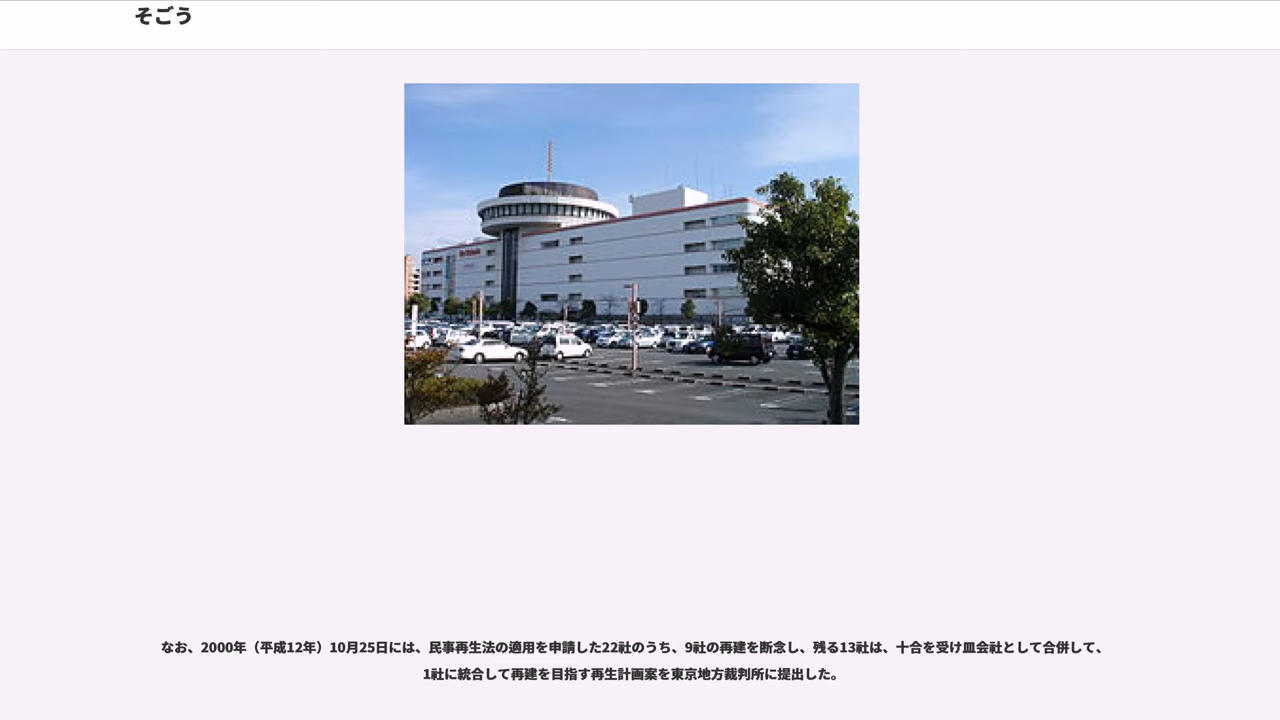 そごう
なお、2000年（平成12年）10月25日には、民事再生法の適用を申請した22社のうち、9社の再建を断念し、残る13社は、十合を受け皿会社として合併して、
1社に統合して再建を目指す再生計画案を東京地方裁判所に提出した。